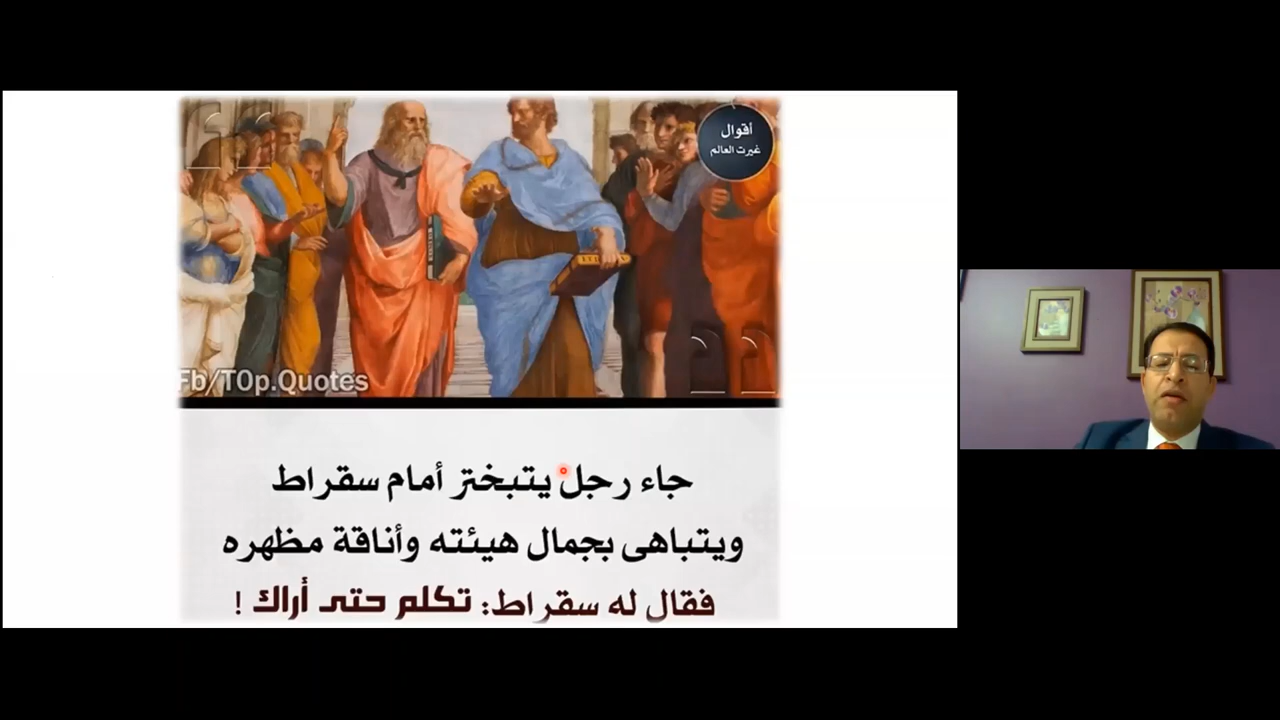 أقوال
غيرت العالم
Fb/T0p.Quotes
جاء رجل يتبختر أمام سقراط
ويتباهى بجمال هيئته وأناقة مظهره
فقال له سقراط: تكلم حتى أراك !